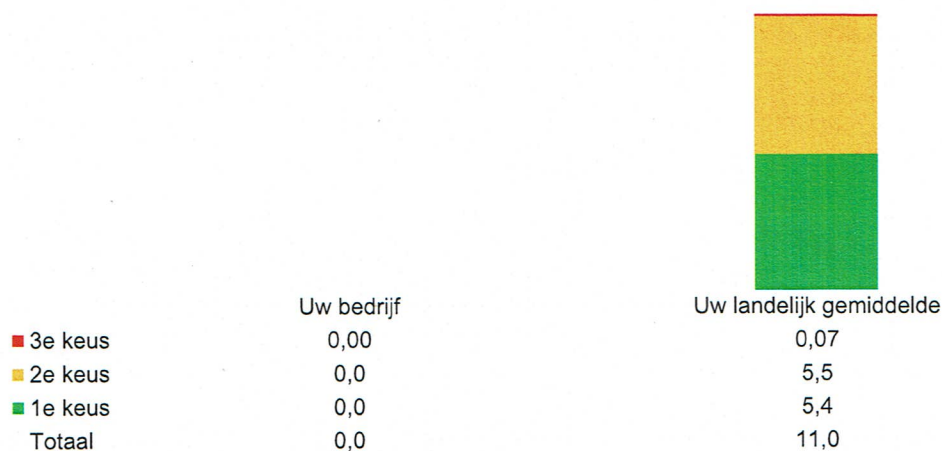 Uw bedrijf Uw landelijk gemiddelde
3e keus 0,00 0,07
2e keus 0,0 5,5
1e keus 0,0 5,4
Totaal 0,0 11,0